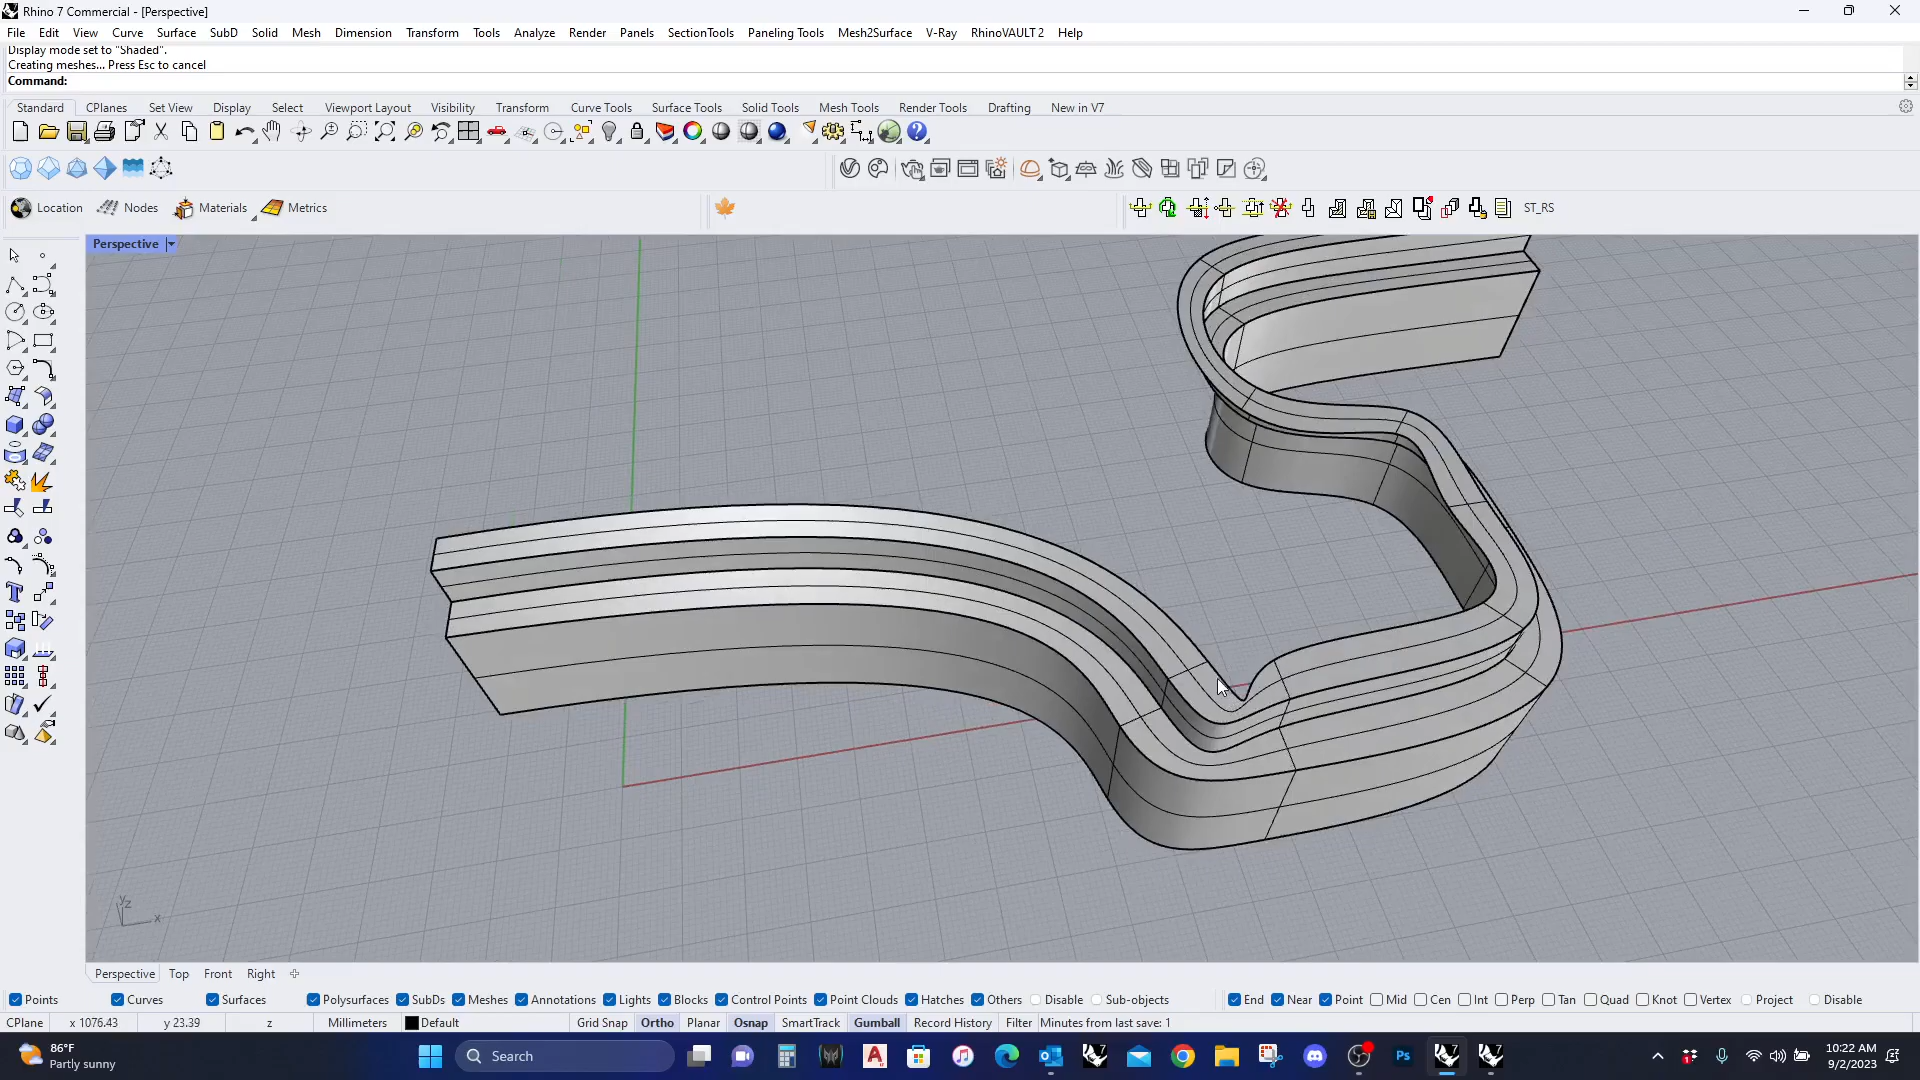 Rhino 7 Commercial - [Perspective]
File Edit View Curve Surface SubD Solid Mesh Dimension Transform Tools Analyze Render Panels SectionTools Paneling Tools Mesh2Surface V-Ray RhinoVAULT 2 Help
Display mode set to "Shaded".
Creating meshes... Press Esc to cancel
Command:
Standard CPlanes Set View Display Select Viewport Layout Visibility Transform Curve Tools Surface Tools Solid Tools Mesh Tools Render Tools Drafting New in V7
Location Nodes Materials Metrics ST_RS
Perspective
yz
x
Perspective Top Front Right
Points Curves Surfaces Polysurfaces SubDs Meshes Annotations Lights Blocks Control Points Point Clouds Hatches Others Disable Sub-objects End Near Point Mid Cen Int Perp Tan Quad Knot Vertex Project Disable
CPlane x 1076.43 y 23.39 z Millimeters Default Grid Snap Ortho Planar Osnap SmartTrack Gumball Record History Filter Minutes from last save: 1
86°F
Partly sunny
Search
Ps
10:22 AM
9/2/2023